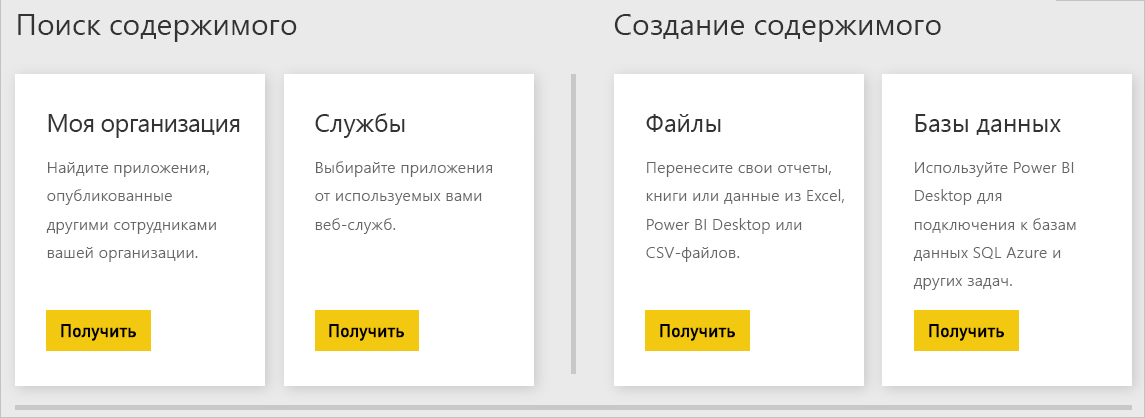 Поиск содержимого
Моя организация
Найдите приложения,
опубликованные
другими сотрудниками
вашей организации.
Получить
Службы
Выбирайте приложения
от используемых вами
веб-служб.
Получить
Создание содержимого
Файлы
Перенесите свои отчеты,
книги или данные из Excel,
Power BI Desktop или
CSV-файлов.
Получить
Базы данных
Используйте Power BI
Desktop для
подключения к базам
данных SQL Azure и
других задач.
Получить